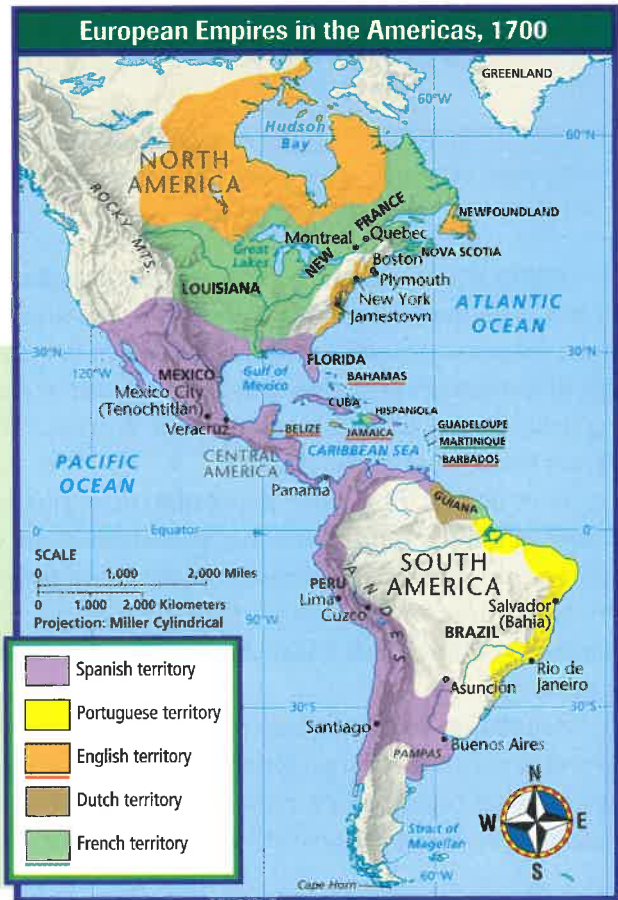 European Empires in the Americas, 1700
GREENLAND
60°W
Hudson
Bay
60°N
NORTH
AMERICA
ROCKY MTS.
NEW FRANCE
NEWFOUNDLAND
Montreal
Quebec
Great
Lakes
NOVA SCOTIA
Boston
Plymouth
LOUISIANA
New York
Jamestown
ATLANTIC
OCEAN
30°N
30°N
120°W
FLORIDA
MEXICO
Gulf of
Mexico
BAHAMAS
Mexico City
(Tenochtitlán)
CUBA
HISPANIOLA
Veracruz
BELIZE
JAMAICA
GUADELOUPE
MARTINIQUE
BARBADOS
CENTRAL
AMERICA
CARIBBEAN SEA
PACIFIC
OCEAN
Panama
GUIANA
0°
Equator
0°
SCALE
0 1,000 2,000 Miles
0 1,000 2,000 Kilometers
Projection: Miller Cylindrical
SOUTH
AMERICA
PERU
Lima
Cuzco
ANDES
Salvador
(Bahia)
90°W
BRAZIL
Rio de
Janeiro
Asunción
30°S
30°S
Santiago
PAMPAS
Buenos Aires
Spanish territory
Portuguese territory
English territory
Dutch territory
French territory
Strait of
Magellan
Cape Horn
60°W
N
W
E
S